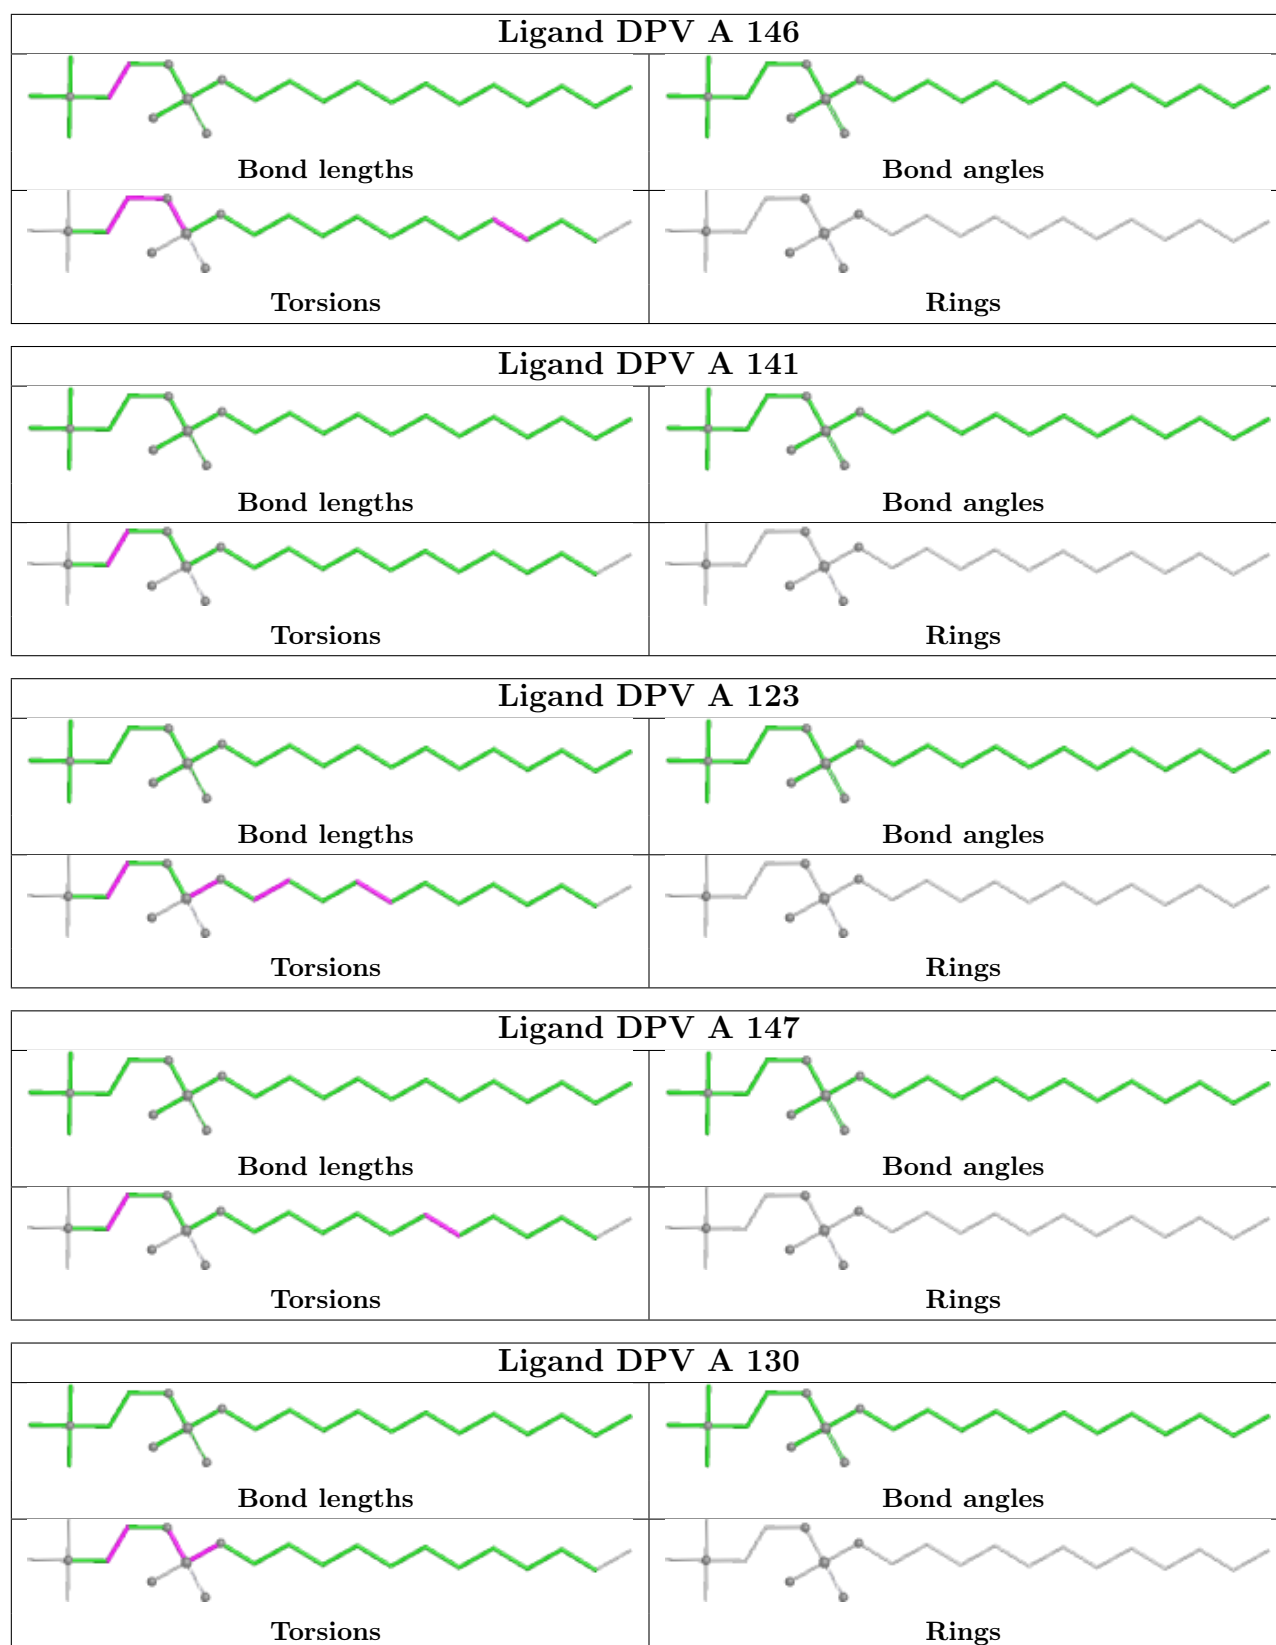 Ligand DPV A 146
Bond lengths
Bond angles
Torsions
Rings
Ligand DPV A 141
Bond lengths
Bond angles
Torsions
Rings
Ligand DPV A 123
Bond lengths
Bond angles
Torsions
Rings
Ligand DPV A 147
Bond lengths
Bond angles
Torsions
Rings
Ligand DPV A 130
Bond lengths
Bond angles
Torsions
Rings